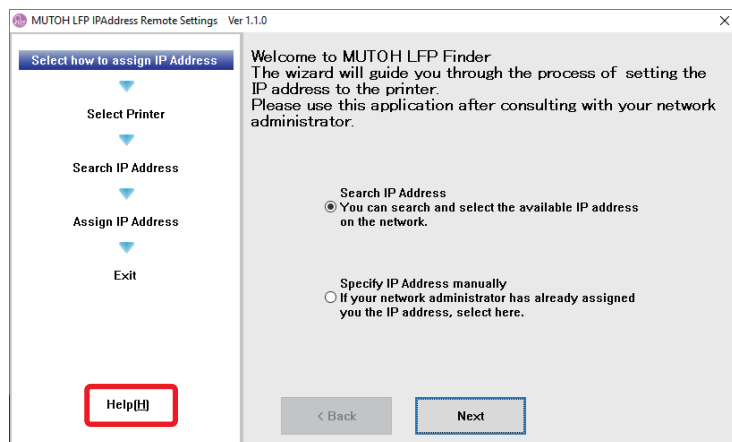 MUTOH LFP IPAddress Remote Settings Ver 1.1.0
Select how to assign IP Address
Select Printer
Search IP Address
Assign IP Address
Exit
Help(H)
Welcome to MUTOH LFP Finder
The wizard will guide you through the process of setting the
IP address to the printer.
Please use this application after consulting with your network
administrator.
Search IP Address
You can search and select the available IP address
on the network.
Specify IP Address manually
If your network administrator has already assigned
you the IP address, select here.
< Back
Next